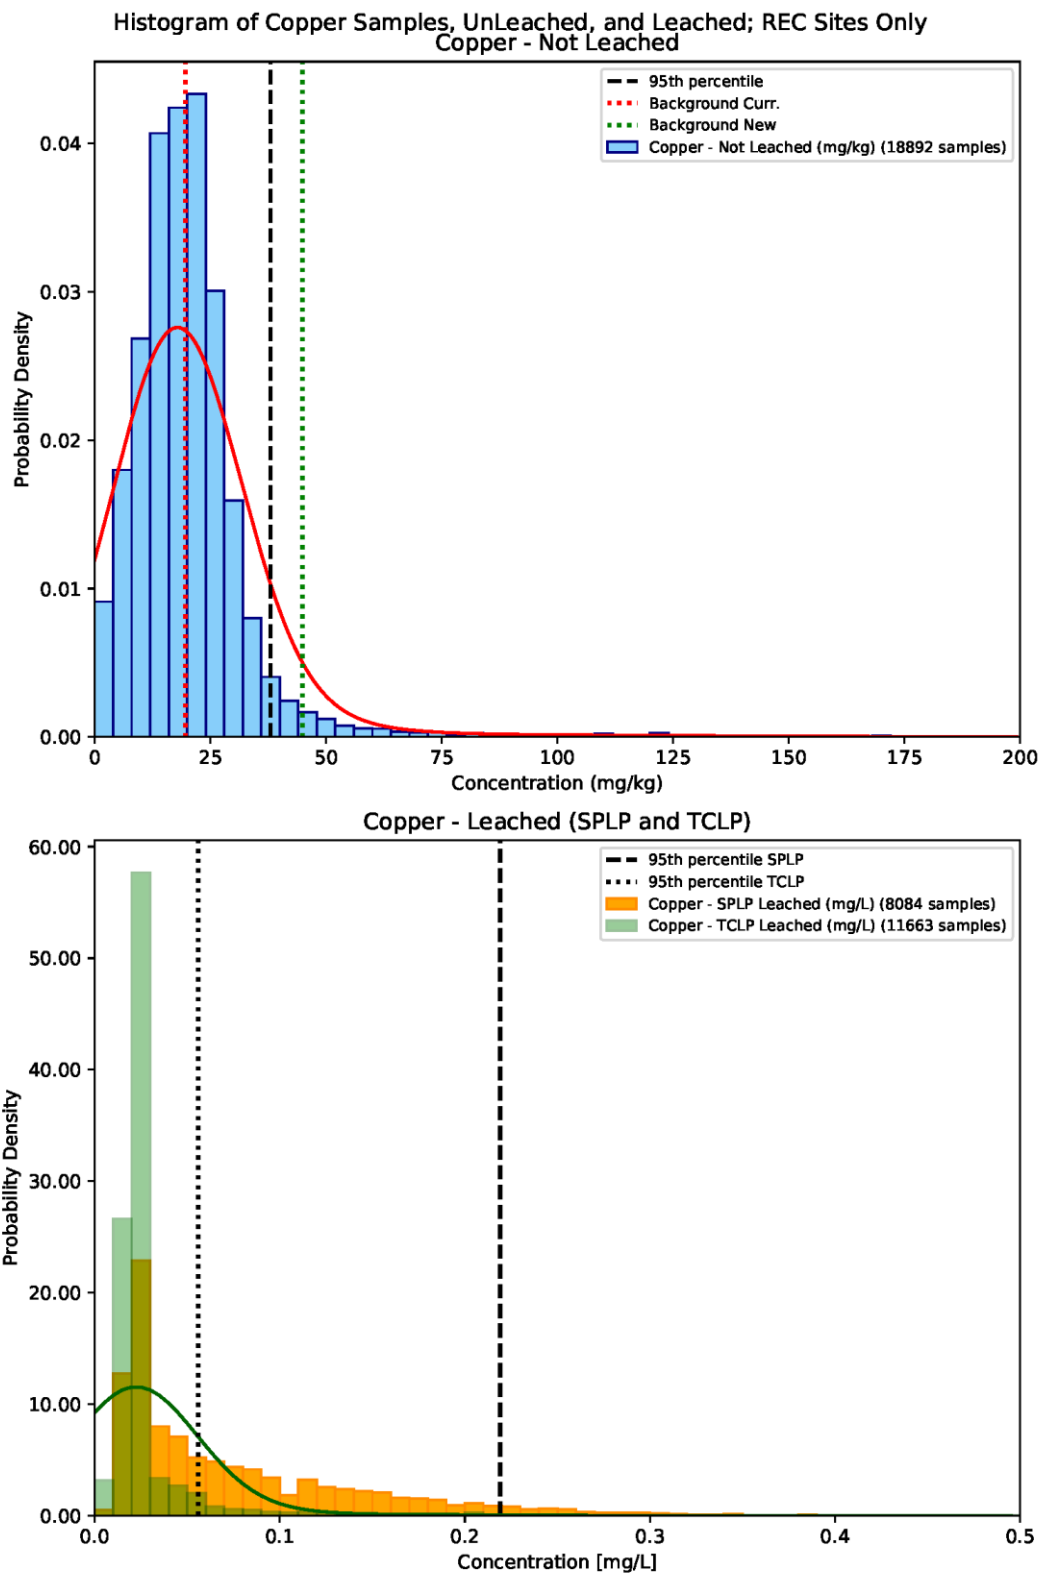 Histogram of Copper Samples, UnLeached, and Leached; REC Sites Only
Copper - Not Leached
95th percentile
Background Curr.
Background New
Copper - Not Leached (mg/kg) (18892 samples)
Probability Density
0.04
0.03
0.02
0.01
0.00
0 25 50 75 100 125 150 175 200
Concentration (mg/kg)
Copper - Leached (SPLP and TCLP)
95th percentile SPLP
95th percentile TCLP
Copper - SPLP Leached (mg/L) (8084 samples)
Copper - TCLP Leached (mg/L) (11663 samples)
Probability Density
60.00
50.00
40.00
30.00
20.00
10.00
0.00
0.0 0.1 0.2 0.3 0.4 0.5
Concentration [mg/L]